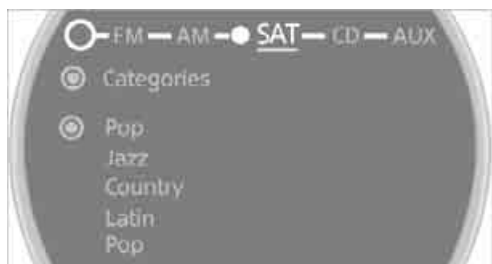 FM AM SAT CD AUX
Categories
Pop
Jazz
Country
Latin
Pop